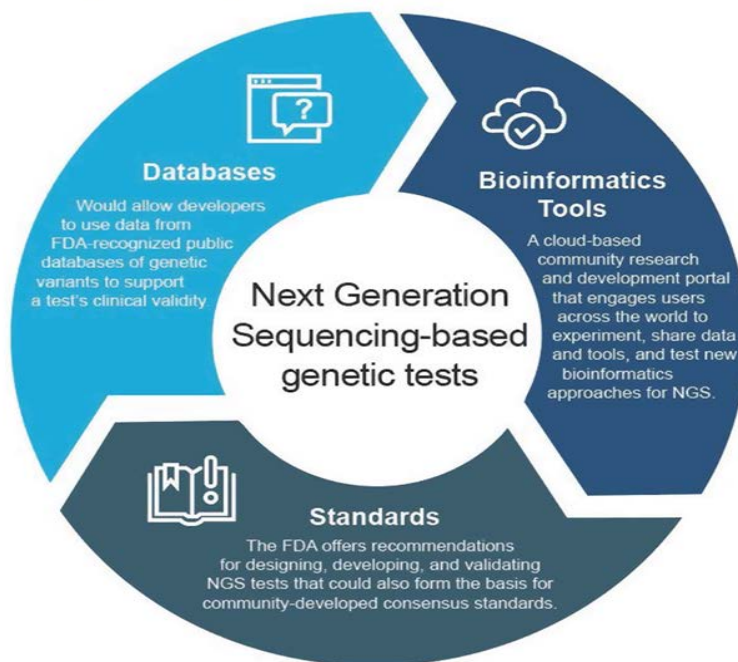 Databases
Would allow developers
to use data from
FDA-recognized public
databases of genetic
variants to support
a test's clinical validity
Bioinformatics
Tools
A cloud-based
community research
and development portal
that engages users
across the world to
experiment, share data
and tools, and test new
bioinformatics
approaches for NGS.
Next Generation
Sequencing-based
genetic tests
Standards
The FDA offers recommendations
for designing, developing, and validating
NGS tests that could also form the basis for
community-developed consensus standards.